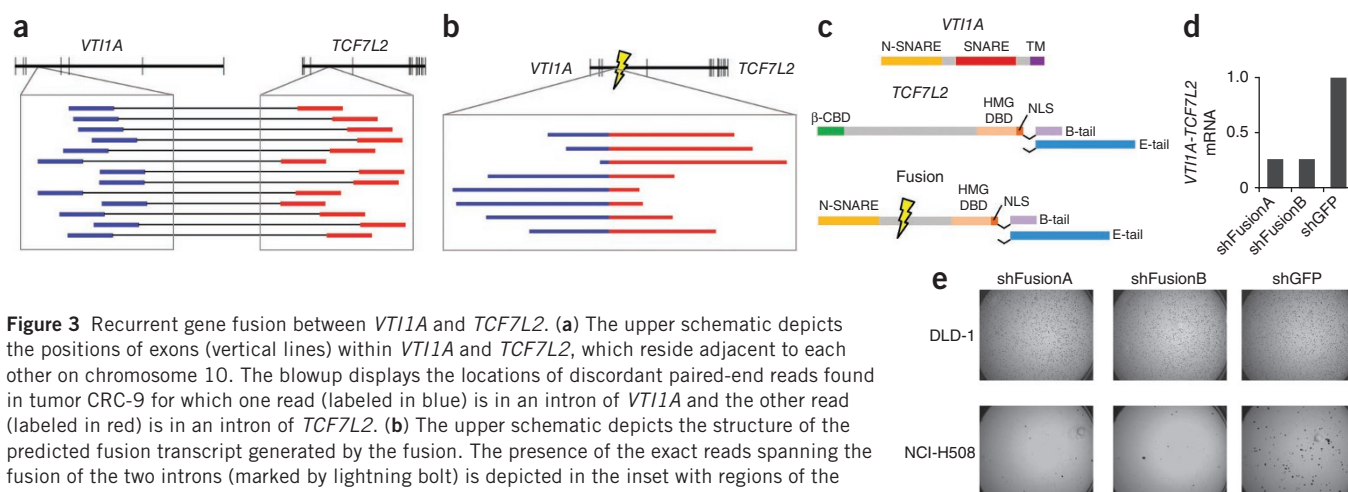 a
VTI1A
TCF7L2
b
VTI1A
TCF7L2
c
VTI1A
N-SNARE
SNARE
TM
TCF7L2
β-CBD
HMG
DBD
NLS
B-tail
E-tail
Fusion
N-SNARE
HMG
DBD
NLS
B-tail
E-tail
d
VTI1A-TCF7L2
mRNA
1.0
0.5
0
shFusionA
shFusionB
shGFP
e
shFusionA
shFusionB
shGFP
DLD-1
NCI-H508
Figure 3 Recurrent gene fusion between VTI1A and TCF7L2. (a) The upper schematic depicts
the positions of exons (vertical lines) within VTI1A and TCF7L2, which reside adjacent to each
other on chromosome 10. The blowup displays the locations of discordant paired-end reads found
in tumor CRC-9 for which one read (labeled in blue) is in an intron of VTI1A and the other read
(labeled in red) is in an intron of TCF7L2. (b) The upper schematic depicts the structure of the
predicted fusion transcript generated by the fusion. The presence of the exact reads spanning the
fusion of the two introns (marked by lightning bolt) is depicted in the inset with regions of the